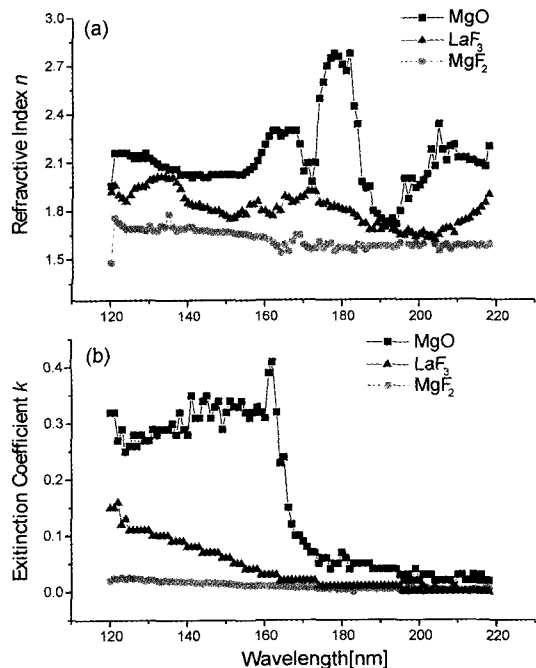 (a)
MgO
LaF3
MgF2
Refravctive Index n
3.0
2.7
2.4
2.1
1.8
1.5
120 140 160 180 200 220
(b)
MgO
LaF3
MgF2
Exitinction Coefficient k
0.4
0.3
0.2
0.1
0.0
120 140 160 180 200 220
Wavelength[nm]